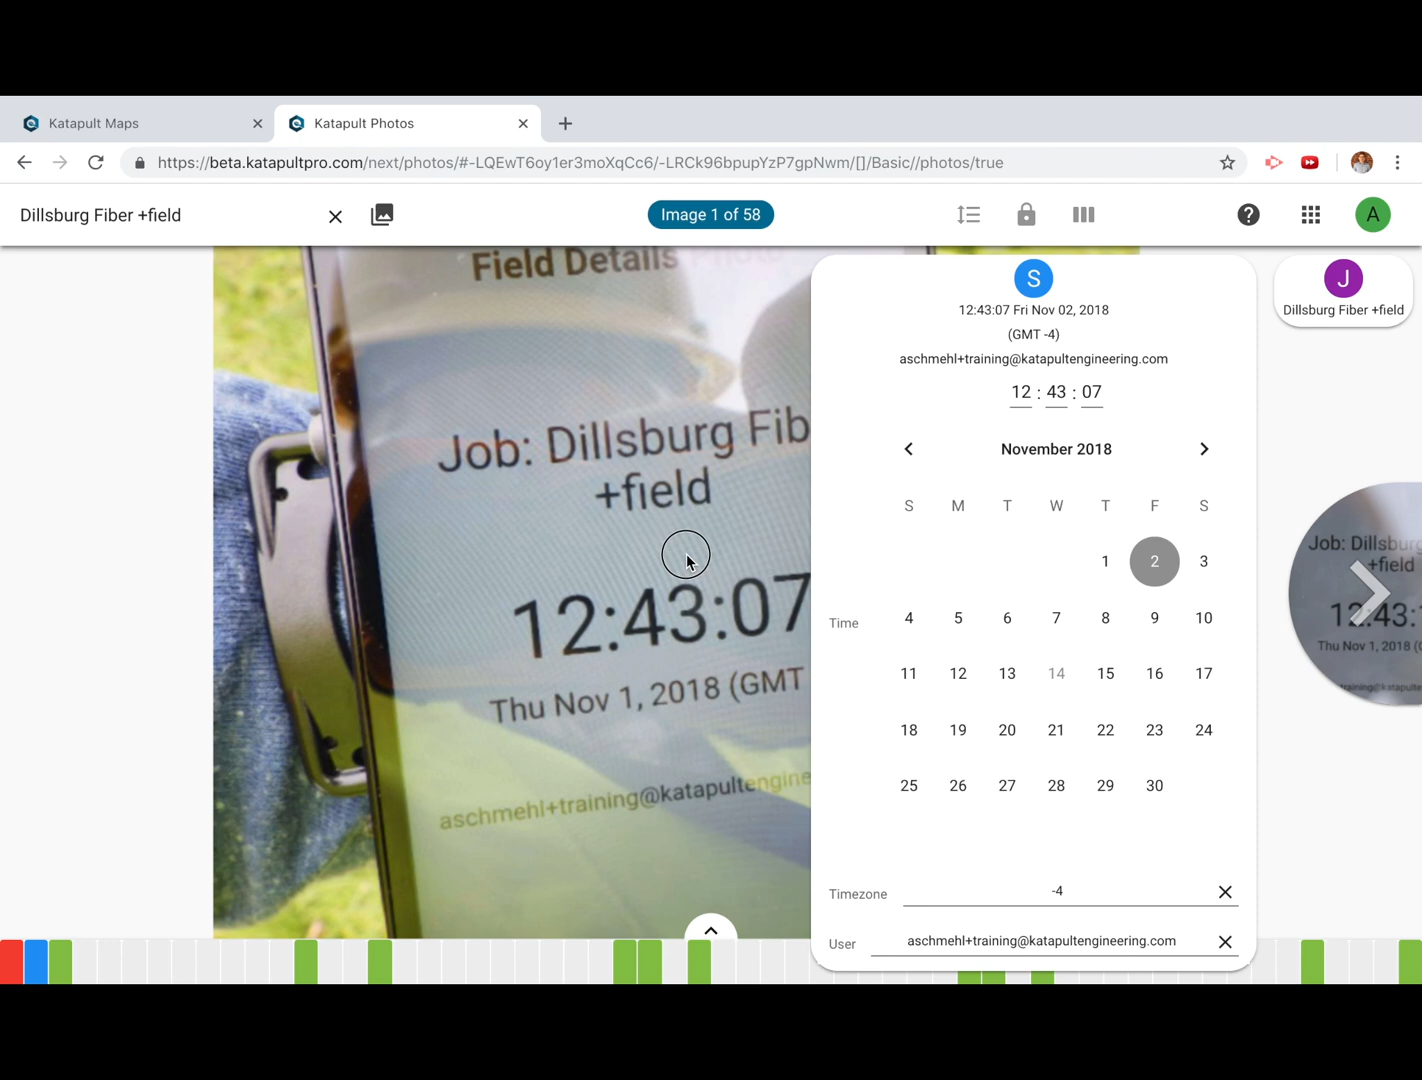 Katapult Maps
Katapult Photos
https://beta.katapultpro.com/next/photos/#-LQEwT6oy1er3moXqCc6/-LRCk96bpupYzP7gpNwm/[]/Basic//photos/true
Dillsburg Fiber +field
Image 1 of 58
A
Field Details
Job: Dillsburg Fib
+field
12:43:07
Thu Nov 1, 2018 (GMT
aschmehl+training@katapultengine
S
12:43:07 Fri Nov 02, 2018
(GMT -4)
aschmehl+training@katapultengineering.com
12 : 43 : 07
November 2018
S M T W T F S
1 2 3
Time
4 5 6 7 8 9 10
11 12 13 14 15 16 17
18 19 20 21 22 23 24
25 26 27 28 29 30
Timezone -4
User aschmehl+training@katapultengineering.com
J
Dillsburg Fiber +field
Job: Dillsburg
+field
12:43:
Thu Nov 1, 2018 (G
training@katapult